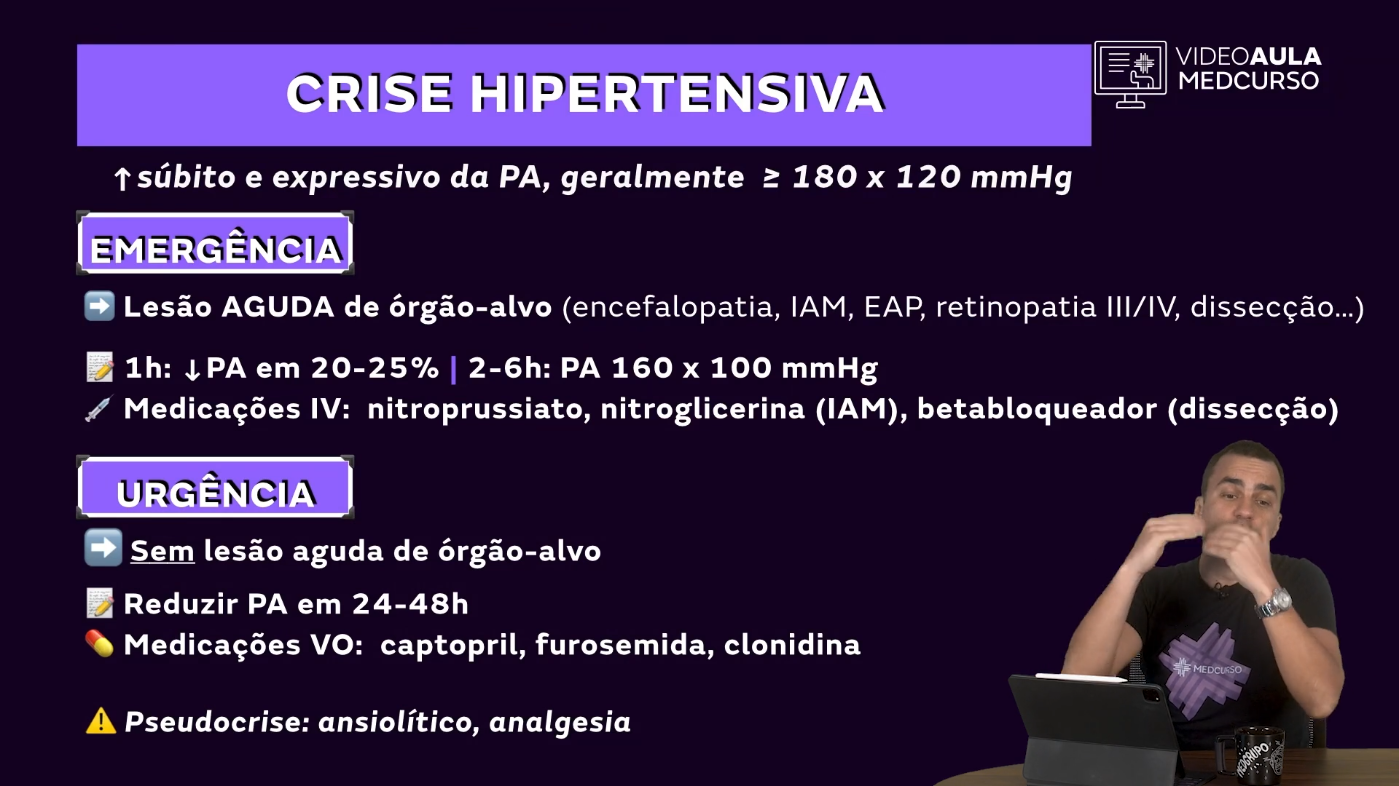 CRISE HIPERTENSIVA
VIDEOAULA
MEDCURSO
↑súbito e expressivo da PA, geralmente ≥ 180 x 120 mmHg
EMERGÊNCIA
➡️ Lesão AGUDA de órgão-alvo (encefalopatia, IAM, EAP, retinopatia III/IV, dissecção...)
📝 1h: ↓PA em 20-25% | 2-6h: PA 160 x 100 mmHg
💉 Medicações IV: nitroprussiato, nitroglicerina (IAM), betabloqueador (dissecção)
URGÊNCIA
➡️ Sem lesão aguda de órgão-alvo
📝 Reduzir PA em 24-48h
💊 Medicações VO: captopril, furosemida, clonidina
⚠️ Pseudocrise: ansiolítico, analgesia
MEDCURSO
MEDGRUPO